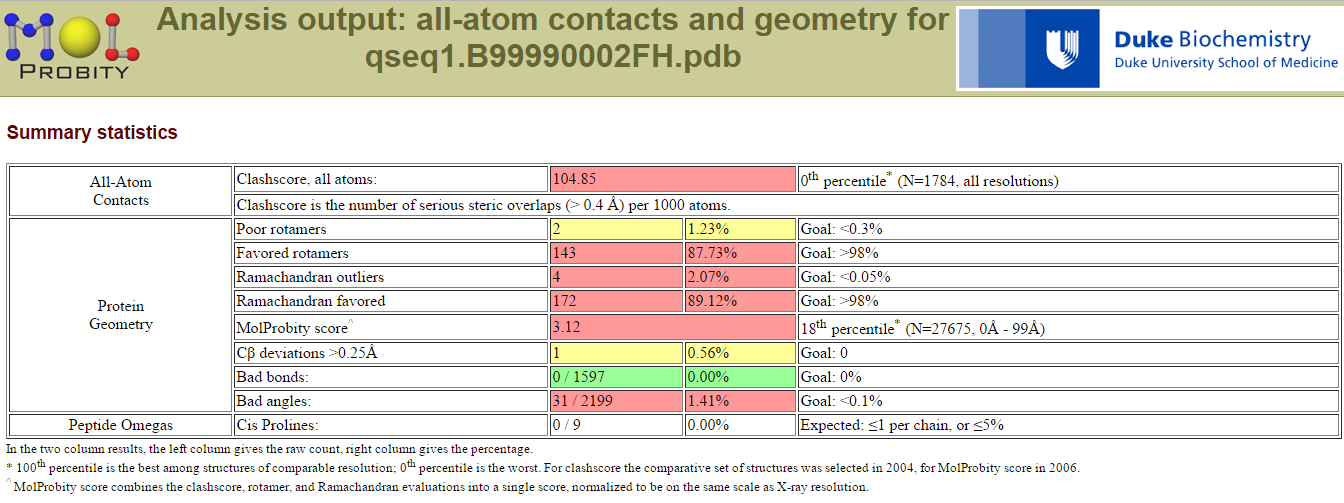 MOL
PROBITY
Analysis output: all-atom contacts and geometry for
qseq1.B99990002FH.pdb
Duke Biochemistry
Duke University School of Medicine
Summary statistics
All-Atom
Contacts
Clashscore, all atoms: 104.85 0th percentile* (N=1784, all resolutions)
Clashscore is the number of serious steric overlaps (> 0.4 Å) per 1000 atoms.
Protein
Geometry
Poor rotamers 2 1.23% Goal: <0.3%
Favored rotamers 143 87.73% Goal: >98%
Ramachandran outliers 4 2.07% Goal: <0.05%
Ramachandran favored 172 89.12% Goal: >98%
MolProbity score^ 3.12 18th percentile* (N=27675, 0Å - 99Å)
Cβ deviations >0.25Å 1 0.56% Goal: 0
Bad bonds: 0 / 1597 0.00% Goal: 0%
Bad angles: 31 / 2199 1.41% Goal: <0.1%
Peptide Omegas Cis Prolines: 0 / 9 0.00% Expected: ≤1 per chain, or ≤5%
In the two column results, the left column gives the raw count, right column gives the percentage.
* 100th percentile is the best among structures of comparable resolution; 0th percentile is the worst. For clashscore the comparative set of structures was selected in 2004, for MolProbity score in 2006.
^ MolProbity score combines the clashscore, rotamer, and Ramachandran evaluations into a single score, normalized to be on the same scale as X-ray resolution.